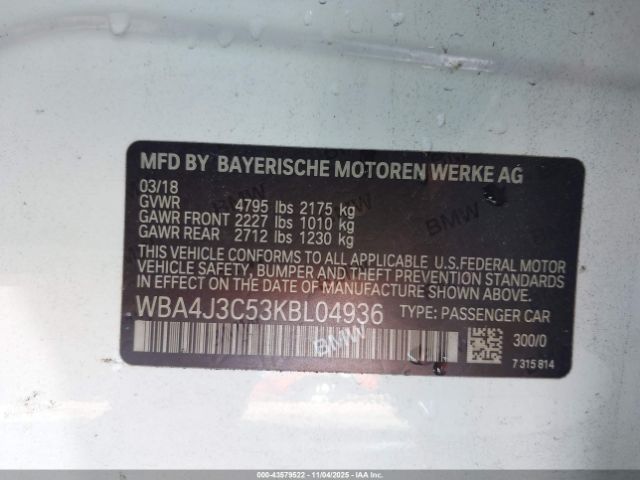 MFD BY BAYERISCHE MOTOREN WERKE AG
03/18
GVWR 4795 lbs 2175 kg
GAWR FRONT 2227 lbs 1010 kg
GAWR REAR 2712 lbs 1230 kg
THIS VEHICLE CONFORMS TO ALL APPLICABLE U.S.FEDERAL MOTOR
VEHICLE SAFETY, BUMPER AND THEFT PREVENTION STANDARDS
IN EFFECT ON THE DATE OF MANUFACTURE SHOWN ABOVE.
WBA4J3C53KBL04936 TYPE: PASSENGER CAR
300/0
7 315 814
000-43579522 - 11/04/2025 - IAAI.COM